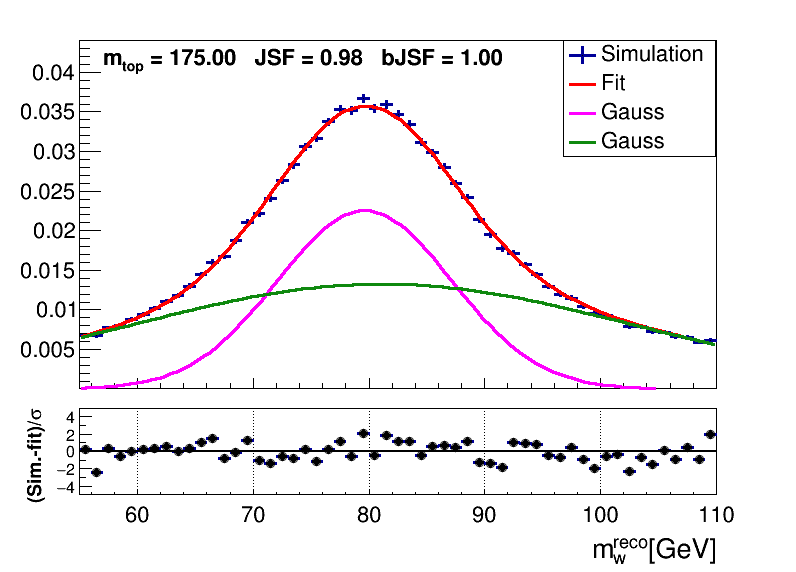 m_top = 175.00 JSF = 0.98 bJSF = 1.00
Simulation
Fit
Gauss
Gauss
0.04
0.035
0.03
0.025
0.02
0.015
0.01
0.005
(Sim.-fit)/σ
4
2
0
−2
−4
60 70 80 90 100 110
m_w^reco[GeV]